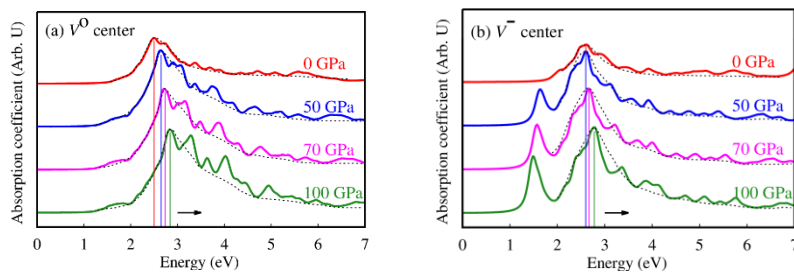 (a) V⁰ center
0 GPa
50 GPa
70 GPa
100 GPa
Absorption coefficient (Arb. U)
0 1 2 3 4 5 6 7
Energy (eV)
(b) V⁻ center
0 GPa
50 GPa
70 GPa
100 GPa
Absorption coefficient (Arb. U)
0 1 2 3 4 5 6 7
Energy (eV)